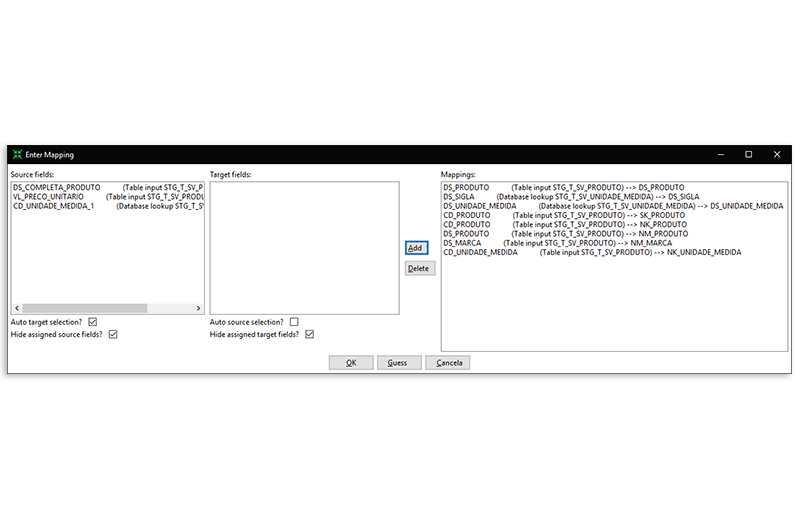 Enter Mapping
Source fields:
DS_COMPLETA_PRODUTO (Table input STG_T_SV_P
VL_PRECO_UNITARIO (Table input STG_T_SV_PRODU
CD_UNIDADE_MEDIDA_1 (Database lookup STG_T_SV
Auto target selection?
Hide assigned source fields?
Target fields:
Auto source selection?
Hide assigned target fields?
Add
Delete
Mappings:
DS_PRODUTO (Table input STG_T_SV_PRODUTO) --> DS_PRODUTO
DS_SIGLA (Database lookup STG_T_SV_UNIDADE_MEDIDA) --> DS_SIGLA
DS_UNIDADE_MEDIDA (Database lookup STG_T_SV_UNIDADE_MEDIDA) --> DS_UNIDADE_MEDIDA
CD_PRODUTO (Table input STG_T_SV_PRODUTO) --> SK_PRODUTO
CD_PRODUTO (Table input STG_T_SV_PRODUTO) --> NK_PRODUTO
DS_PRODUTO (Table input STG_T_SV_PRODUTO) --> NM_PRODUTO
DS_MARCA (Table input STG_T_SV_PRODUTO) --> NM_MARCA
CD_UNIDADE_MEDIDA (Table input STG_T_SV_PRODUTO) --> NK_UNIDADE_MEDIDA
OK
Guess
Cancela